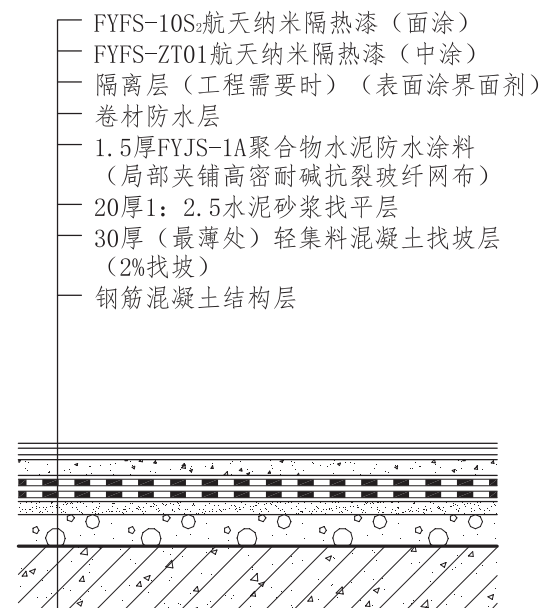 FYFS-10S₂航天纳米隔热漆（面涂）
FYFS-ZT01航天纳米隔热漆（中涂）
隔离层（工程需要时）（表面涂界面剂）
卷材防水层
1.5厚FYJS-1A聚合物水泥防水涂料
（局部夹铺高密耐碱抗裂玻纤网布）
20厚1：2.5水泥砂浆找平层
30厚（最薄处）轻集料混凝土找坡层
（2%找坡）
钢筋混凝土结构层